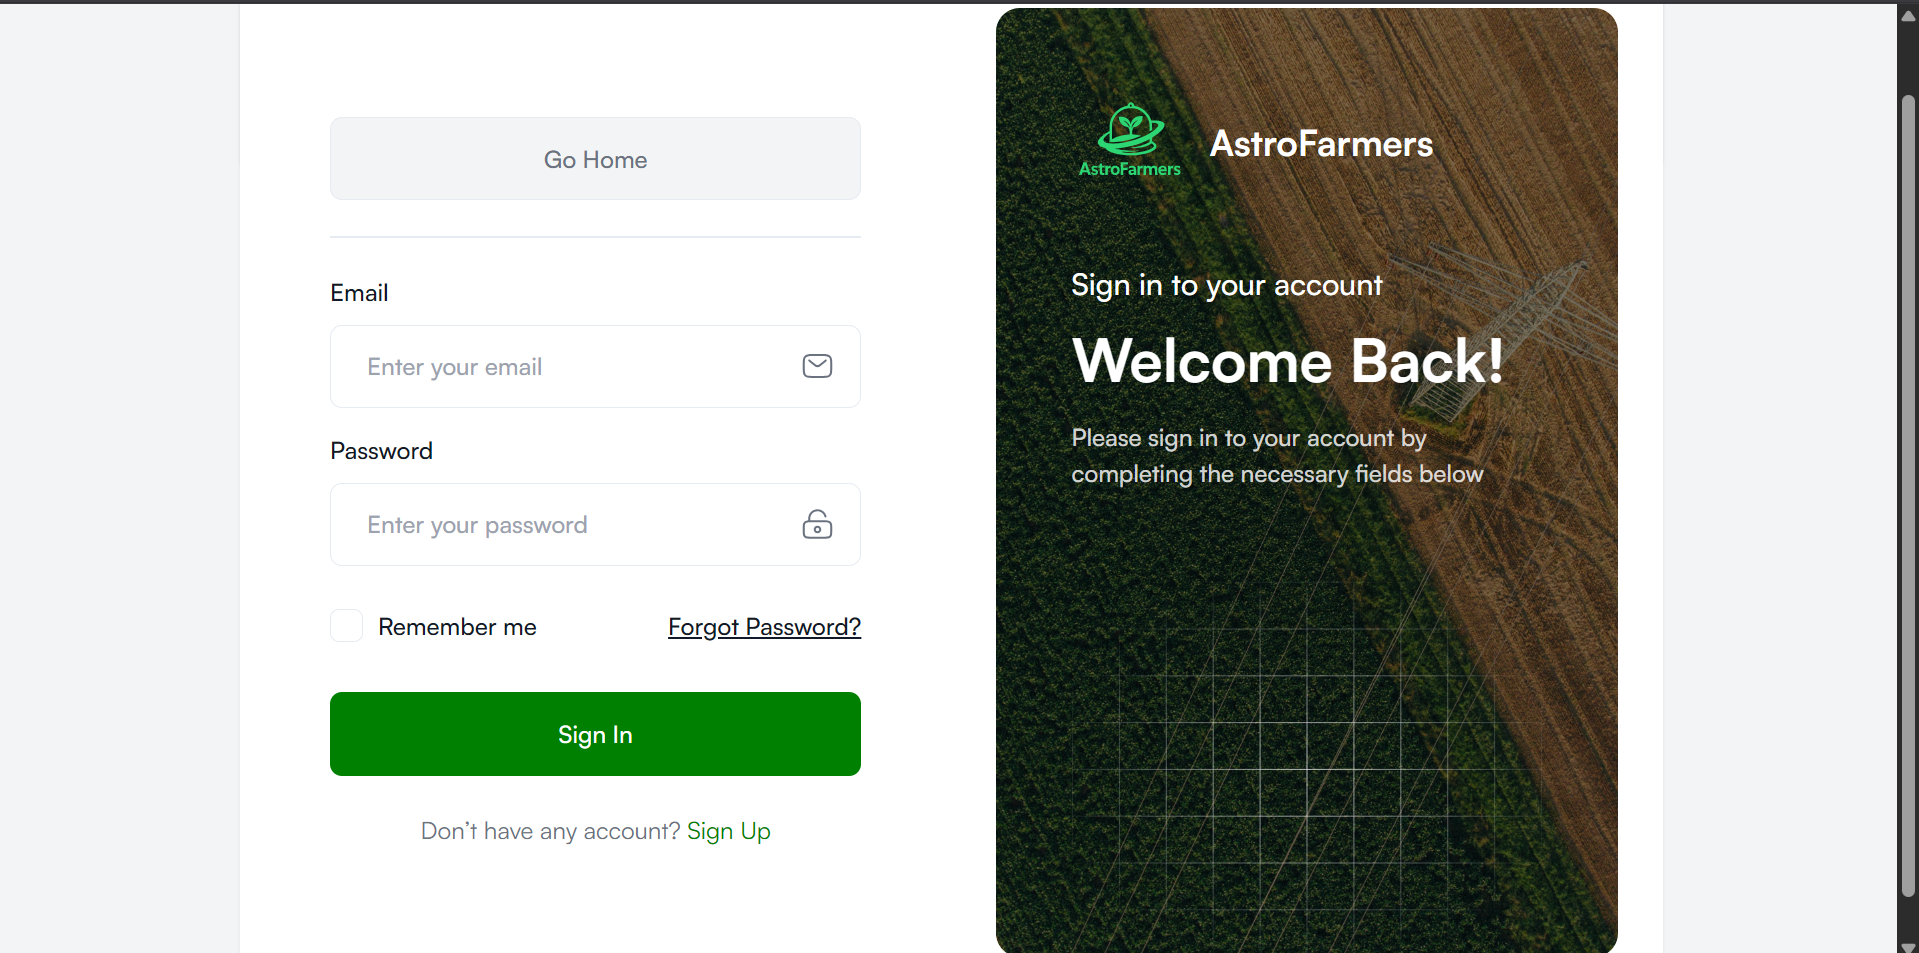 Go Home
Email
Enter your email
Password
Enter your password
Remember me
Forgot Password?
Sign In
Don’t have any account? Sign Up
AstroFarmers
AstroFarmers
Sign in to your account
Welcome Back!
Please sign in to your account by
completing the necessary fields below